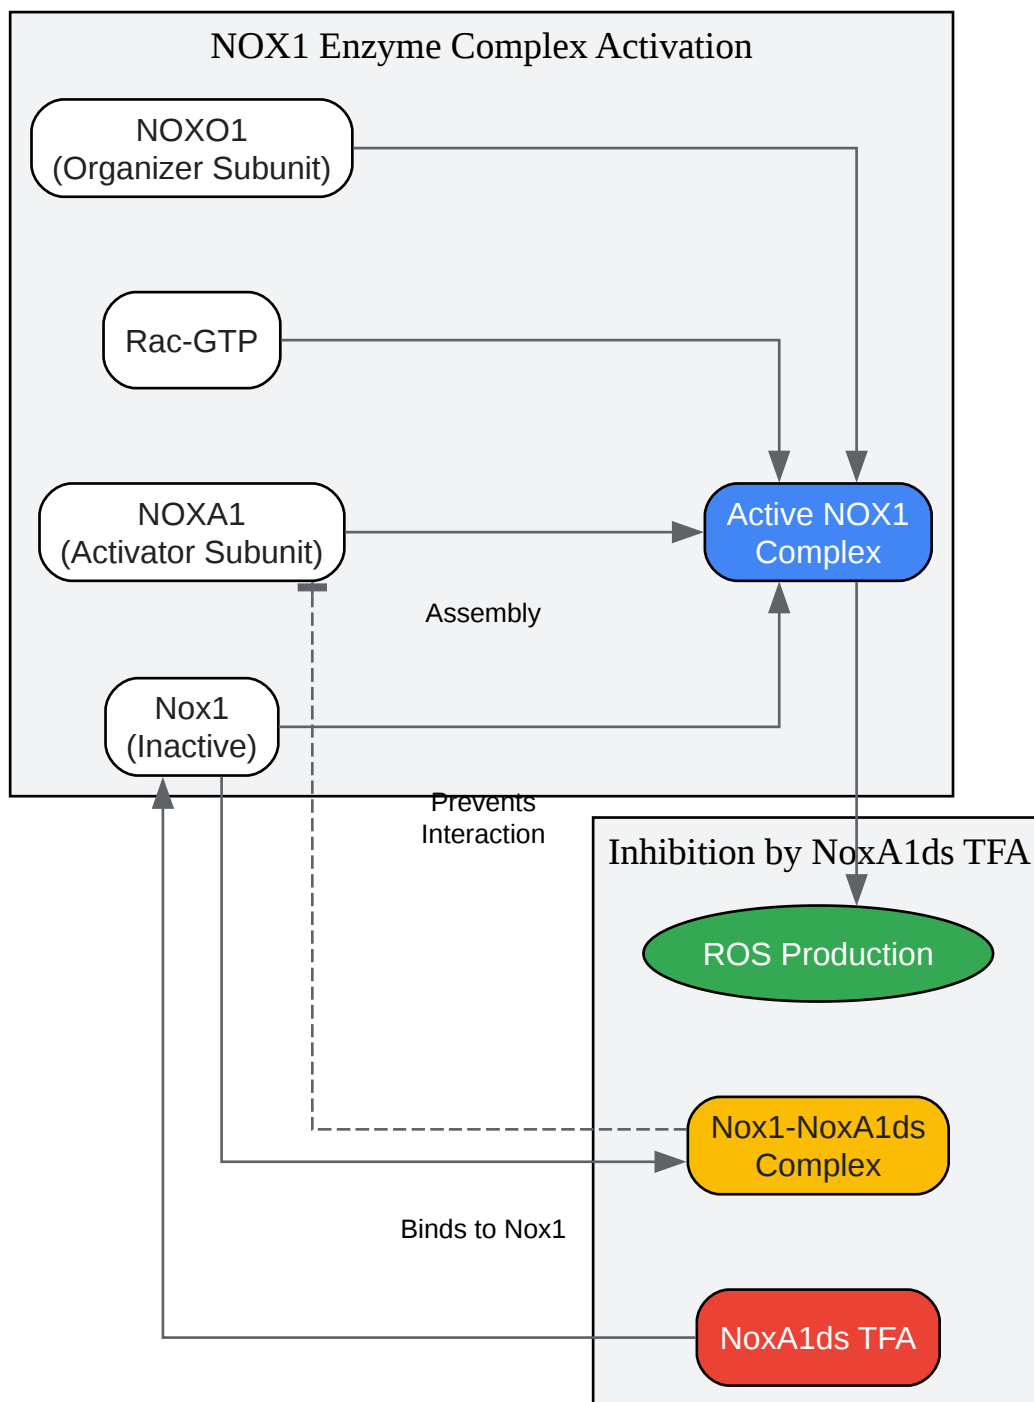 NOX1 Enzyme Complex Activation
NOXO1
(Organizer Subunit)
Rac-GTP
NOXA1
(Activator Subunit)
Active NOX1
Complex
Assembly
Nox1
(Inactive)
Prevents
Interaction
Inhibition by NoxA1ds TFA
ROS Production
Nox1-NoxA1ds
Complex
Binds to Nox1
NoxA1ds TFA